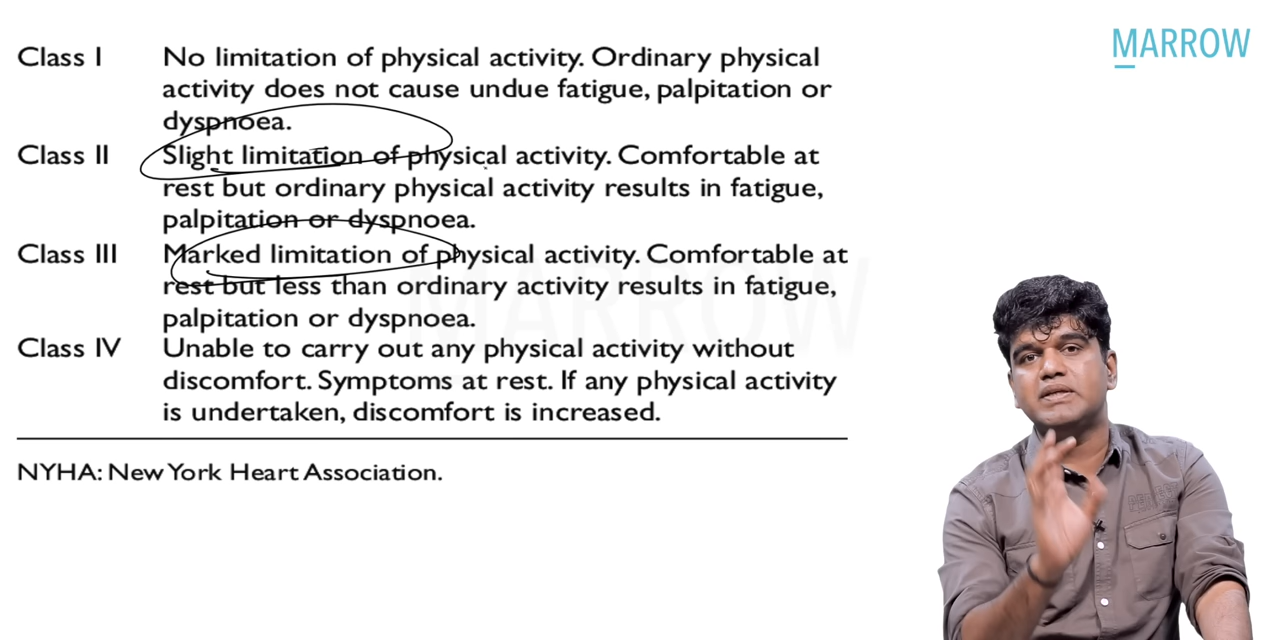 MARROW
Class I No limitation of physical activity. Ordinary physical
activity does not cause undue fatigue, palpitation or
dyspnoea.
Class II Slight limitation of physical activity. Comfortable at
rest but ordinary physical activity results in fatigue,
palpitation or dyspnoea.
Class III Marked limitation of physical activity. Comfortable at
rest but less than ordinary activity results in fatigue,
palpitation or dyspnoea.
Class IV Unable to carry out any physical activity without
discomfort. Symptoms at rest. If any physical activity
is undertaken, discomfort is increased.
NYHA: New York Heart Association.
MARROW